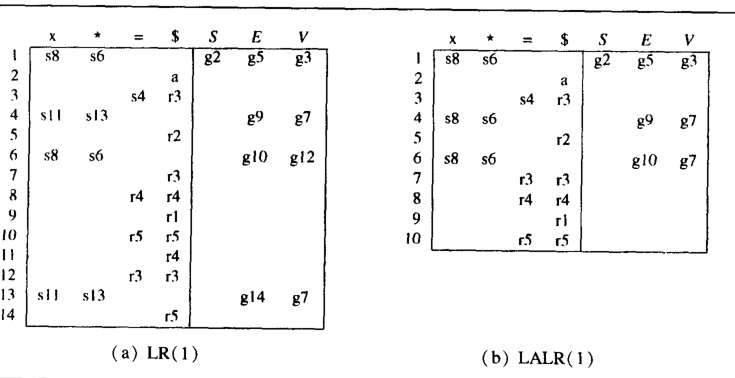 x * = $ S E V
1 s8 s6 g2 g5 g3
2 a
3 s4 r3
4 s11 s13 g9 g7
5 r2
6 s8 s6 g10 g12
7 r3
8 r4 r4
9 r1
10 r5 r5
11 r4
12 r3 r3
13 s11 s13 g14 g7
14 r5
(a) LR(1)
x * = $ S E V
1 s8 s6 g2 g5 g3
2 a
3 s4 r3
4 s8 s6 g9 g7
5 r2
6 s8 s6 g10 g7
7 r3 r3
8 r4 r4
9 r1
10 r5 r5
(b) LALR(1)